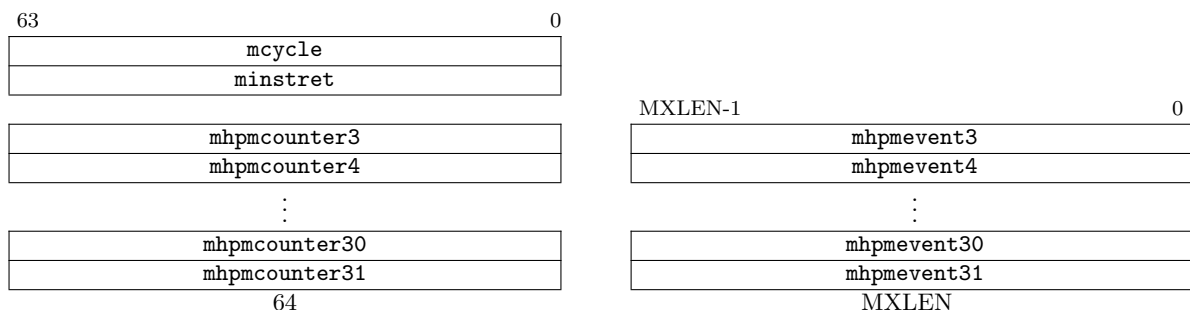 63 0
mcycle
minstret
mhpmcounter3
mhpmcounter4
⋮
mhpmcounter30
mhpmcounter31
64
MXLEN-1 0
mhpmevent3
mhpmevent4
⋮
mhpmevent30
mhpmevent31
MXLEN